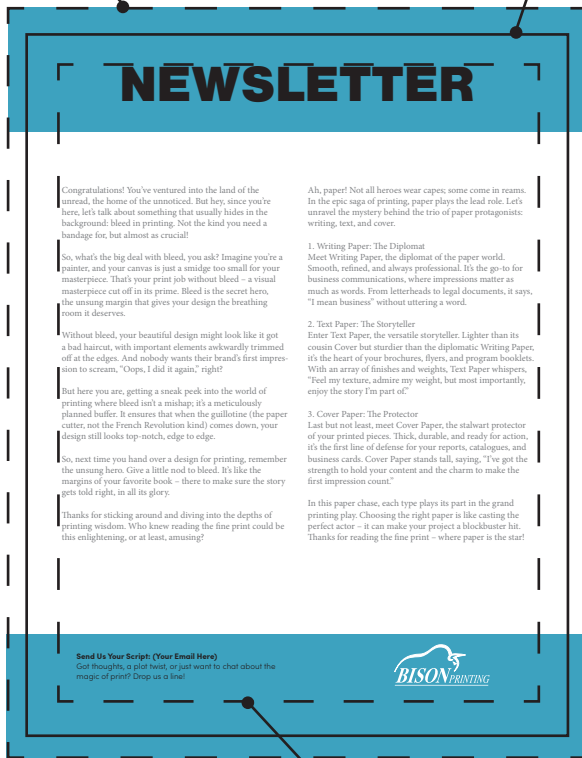 NEWSLETTER
Congratulations! You've ventured into the land of the
unread, the home of the unnoticed. But hey, since you're
here, let's talk about something that usually hides in the
background: bleed in printing. Not the kind you need a
bandage for, but almost as crucial!
So, what's the big deal with bleed, you ask? Imagine you're a
painter, and your canvas is just a smidge too small for your
masterpiece. That's your print job without bleed – a visual
masterpiece cut off in its prime. Bleed is the secret hero,
the unsung margin that gives your design the breathing
room it deserves.
Without bleed, your beautiful design might look like it got
a bad haircut, with important elements awkwardly trimmed
off at the edges. And nobody wants their brand's first impres-
sion to scream, "Oops, I did it again," right?
But here you are, getting a sneak peek into the world of
printing where bleed isn't a mishap; it's a meticulously
planned buffer. It ensures that when the guillotine (the paper
cutter, not the French Revolution kind) comes down, your
design still looks top-notch, edge to edge.
So, next time you hand over a design for printing, remember
the unsung hero. Give a little nod to bleed. It's like the
margins of your favorite book – there to make sure the story
gets told right, in all its glory.
Thanks for sticking around and diving into the depths of
printing wisdom. Who knew reading the fine print could be
this enlightening, or at least, amusing?
Ah, paper! Not all heroes wear capes; some come in reams.
In the epic saga of printing, paper plays the lead role. Let's
unravel the mystery behind the trio of paper protagonists:
writing, text, and cover.
1. Writing Paper: The Diplomat
Meet Writing Paper, the diplomat of the paper world.
Smooth, refined, and always professional. It's the go-to for
business communications, where impressions matter as
much as words. From letterheads to legal documents, it says,
"I mean business" without uttering a word.
2. Text Paper: The Storyteller
Enter Text Paper, the versatile storyteller. Lighter than its
cousin Cover but sturdier than the diplomatic Writing Paper,
it's the heart of your brochures, flyers, and program booklets.
With an array of finishes and weights, Text Paper whispers,
"Feel my texture, admire my weight, but most importantly,
enjoy the story I'm part of."
3. Cover Paper: The Protector
Last but not least, meet Cover Paper, the stalwart protector
of your printed pieces. Thick, durable, and ready for action,
it's the first line of defense for your reports, catalogues, and
business cards. Cover Paper stands tall, saying, "I've got the
strength to hold your content and the charm to make the
first impression count."
In this paper chase, each type plays its part in the grand
printing play. Choosing the right paper is like casting the
perfect actor – it can make your project a blockbuster hit.
Thanks for reading the fine print – where paper is the star!
Send Us Your Script: (Your Email Here)
Got thoughts, a plot twist, or just want to chat about the
magic of print? Drop us a line!
BISON PRINTING